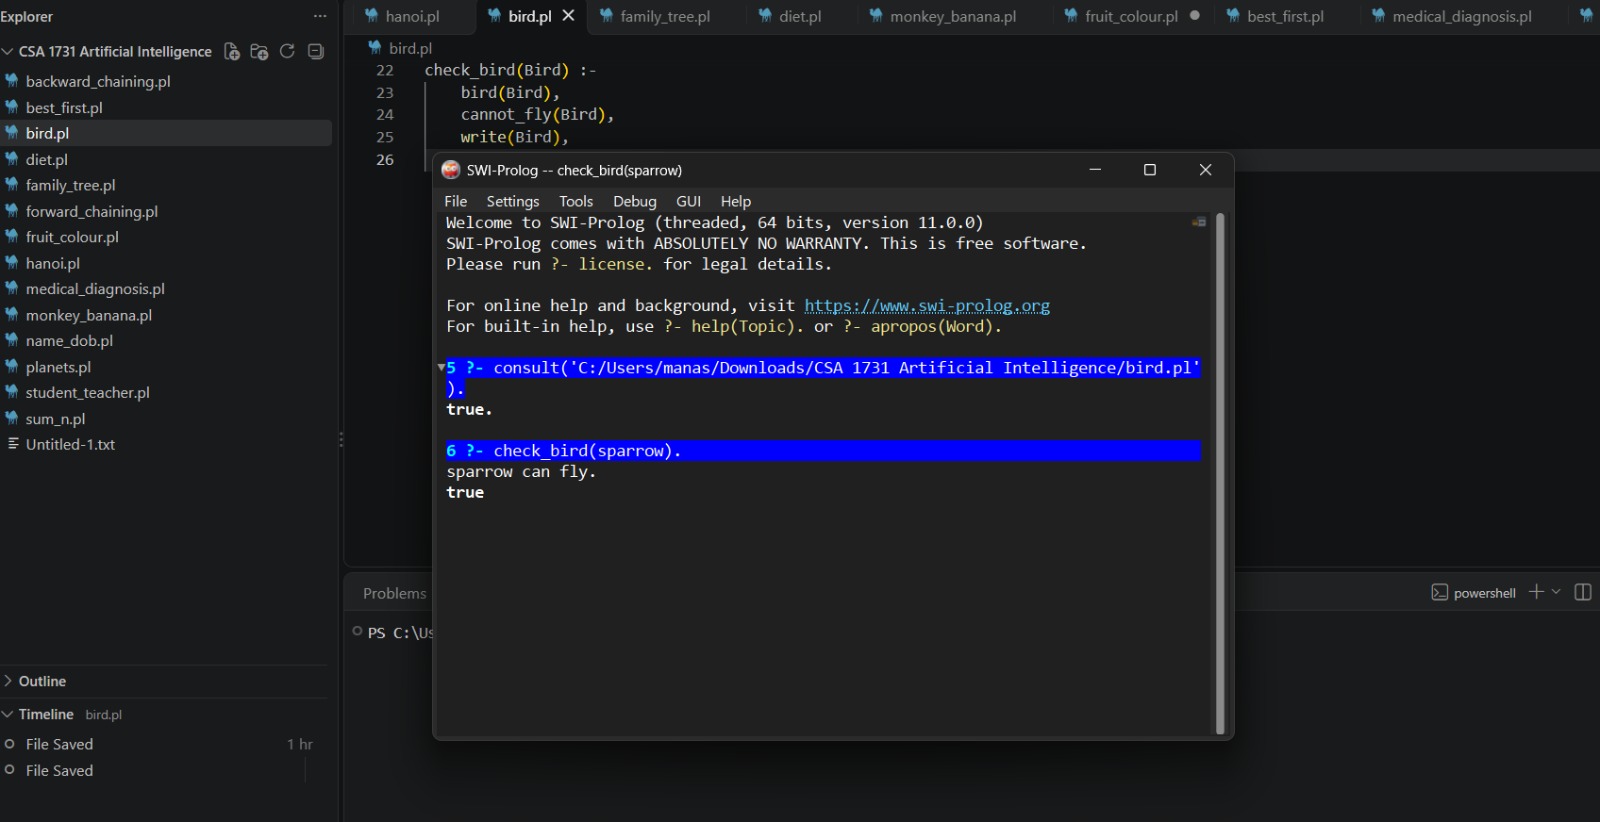 Explorer
CSA 1731 Artificial Intelligence
backward_chaining.pl
best_first.pl
bird.pl
diet.pl
family_tree.pl
forward_chaining.pl
fruit_colour.pl
hanoi.pl
medical_diagnosis.pl
monkey_banana.pl
name_dob.pl
planets.pl
student_teacher.pl
sum_n.pl
Untitled-1.txt
Outline
Timeline bird.pl
File Saved 1 hr
File Saved
hanoi.pl bird.pl family_tree.pl diet.pl monkey_banana.pl fruit_colour.pl best_first.pl medical_diagnosis.pl
bird.pl
22 check_bird(Bird) :-
23 bird(Bird),
24 cannot_fly(Bird),
25 write(Bird),
26
SWI-Prolog -- check_bird(sparrow)
File Settings Tools Debug GUI Help
Welcome to SWI-Prolog (threaded, 64 bits, version 11.0.0)
SWI-Prolog comes with ABSOLUTELY NO WARRANTY. This is free software.
Please run ?- license. for legal details.
For online help and background, visit https://www.swi-prolog.org
For built-in help, use ?- help(Topic). or ?- apropos(Word).
5 ?- consult('C:/Users/manas/Downloads/CSA 1731 Artificial Intelligence/bird.pl'
).
true.
6 ?- check_bird(sparrow).
sparrow can fly.
true
Problems
powershell
PS C:\Us